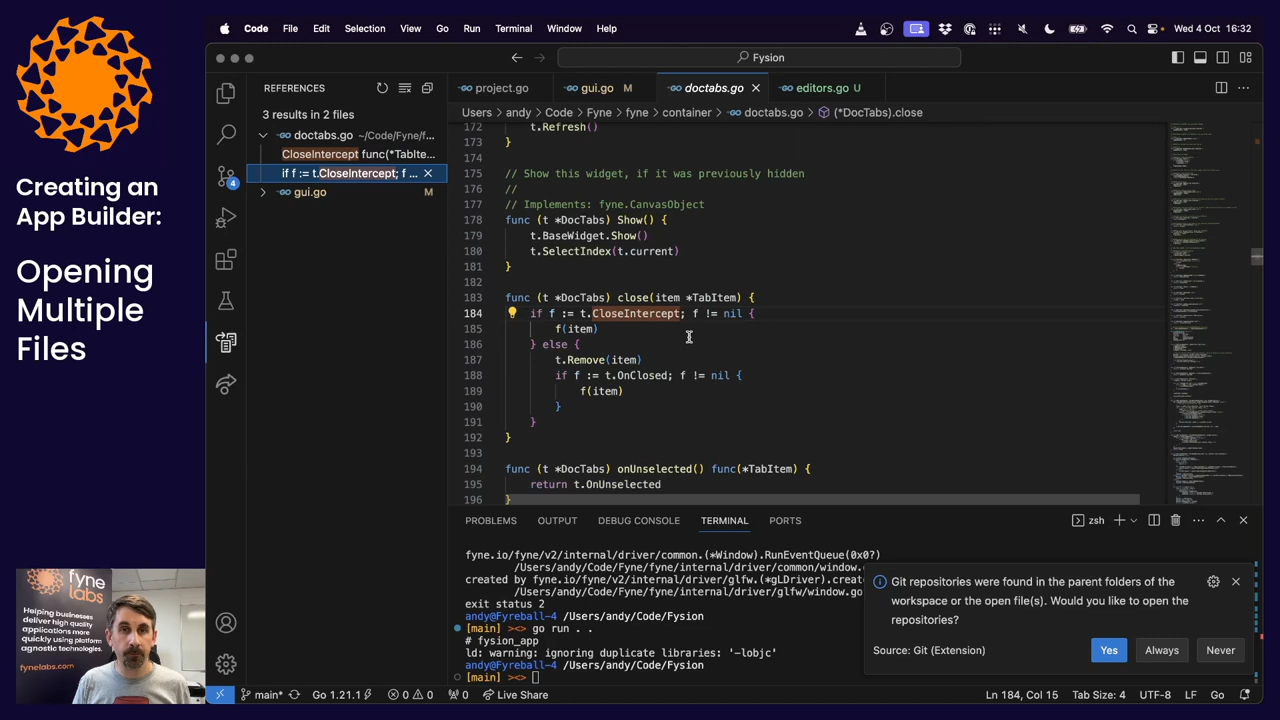 Creating an
App Builder:
Opening
Multiple
Files
fyne
labs
Helping businesses
deliver high quality
applications more
quickly using platform
agnostic technologies.
fynelabs.com
Code File Edit Selection View Go Run Terminal Window Help
Wed 4 Oct 16:32
Fysion
REFERENCES
3 results in 2 files
doctabs.go ~/Code/Fyne/f...
CloseIntercept func(*TabIte...
if f := t.CloseIntercept; f ...
gui.go M
4
project.go
gui.go M
doctabs.go
editors.go U
Users > andy > Code > Fyne > fyne > container > doctabs.go > (*DocTabs).close
172 t.Refresh()
173 }
174
175 // Show this widget, if it was previously hidden
176 //
177 // Implements: fyne.CanvasObject
178 func (t *DocTabs) Show() {
179 t.BaseWidget.Show()
180 t.SelectIndex(t.current)
181 }
182
183 func (t *DocTabs) close(item *TabItem) {
184 if f := t.CloseIntercept; f != nil {
185 f(item)
186 } else {
187 t.Remove(item)
188 if f := t.OnClosed; f != nil {
189 f(item)
190 }
191 }
192 }
193
194 func (t *DocTabs) onUnselected() func(*TabItem) {
195 return t.OnUnselected
196 }
PROBLEMS OUTPUT DEBUG CONSOLE TERMINAL PORTS
zsh
fyne.io/fyne/v2/internal/driver/common.(*Window).RunEventQueue(0x0?)
/Users/andy/Code/Fyne/fyne/internal/driver/common/window.
created by fyne.io/fyne/v2/internal/driver/glfw.(*gLDriver).create
/Users/andy/Code/Fyne/fyne/internal/driver/glfw/window.go
exit status 2
andy@Fyreball-4 /Users/andy/Code/Fysion
[main] ><> go run . .
# fysion_app
ld: warning: ignoring duplicate libraries: '-lobjc'
andy@Fyreball-4 /Users/andy/Code/Fysion
[main] ><>
Git repositories were found in the parent folders of the
workspace or the open file(s). Would you like to open the
repositories?
Source: Git (Extension)
Yes Always Never
main* Go 1.21.1 0 0 0 Live Share
Ln 184, Col 15 Tab Size: 4 UTF-8 LF Go